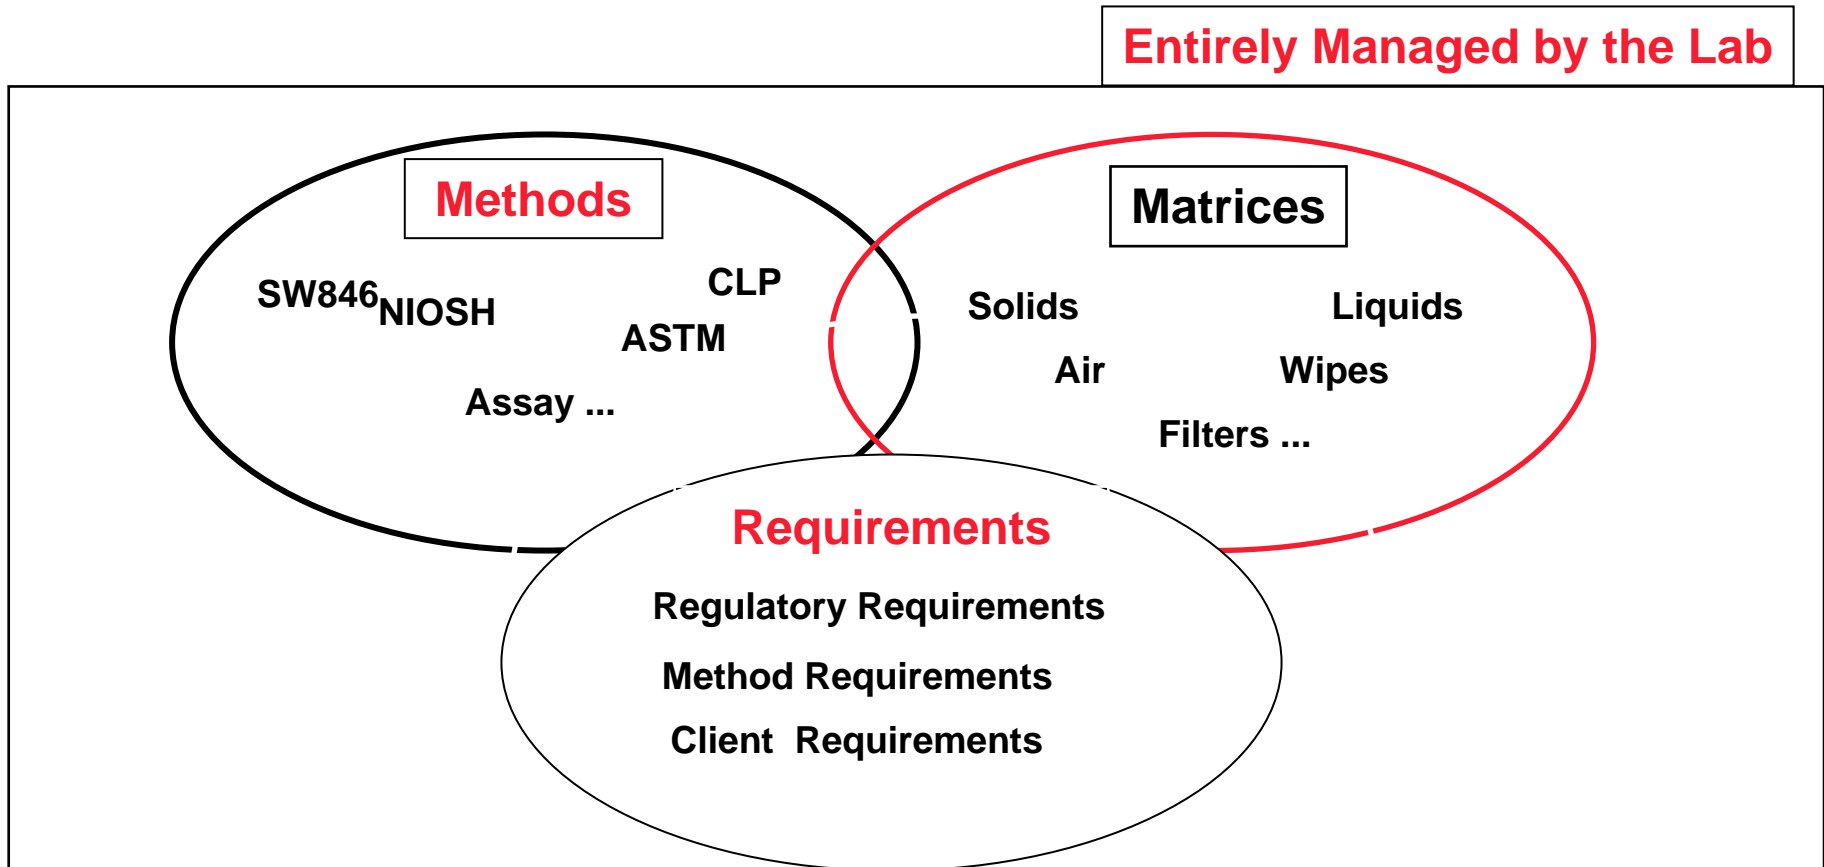 Entirely Managed by the Lab
Methods
SW846
NIOSH
CLP
ASTM
Assay ...
Matrices
Solids
Liquids
Air
Wipes
Filters ...
Requirements
Regulatory Requirements
Method Requirements
Client  Requirements